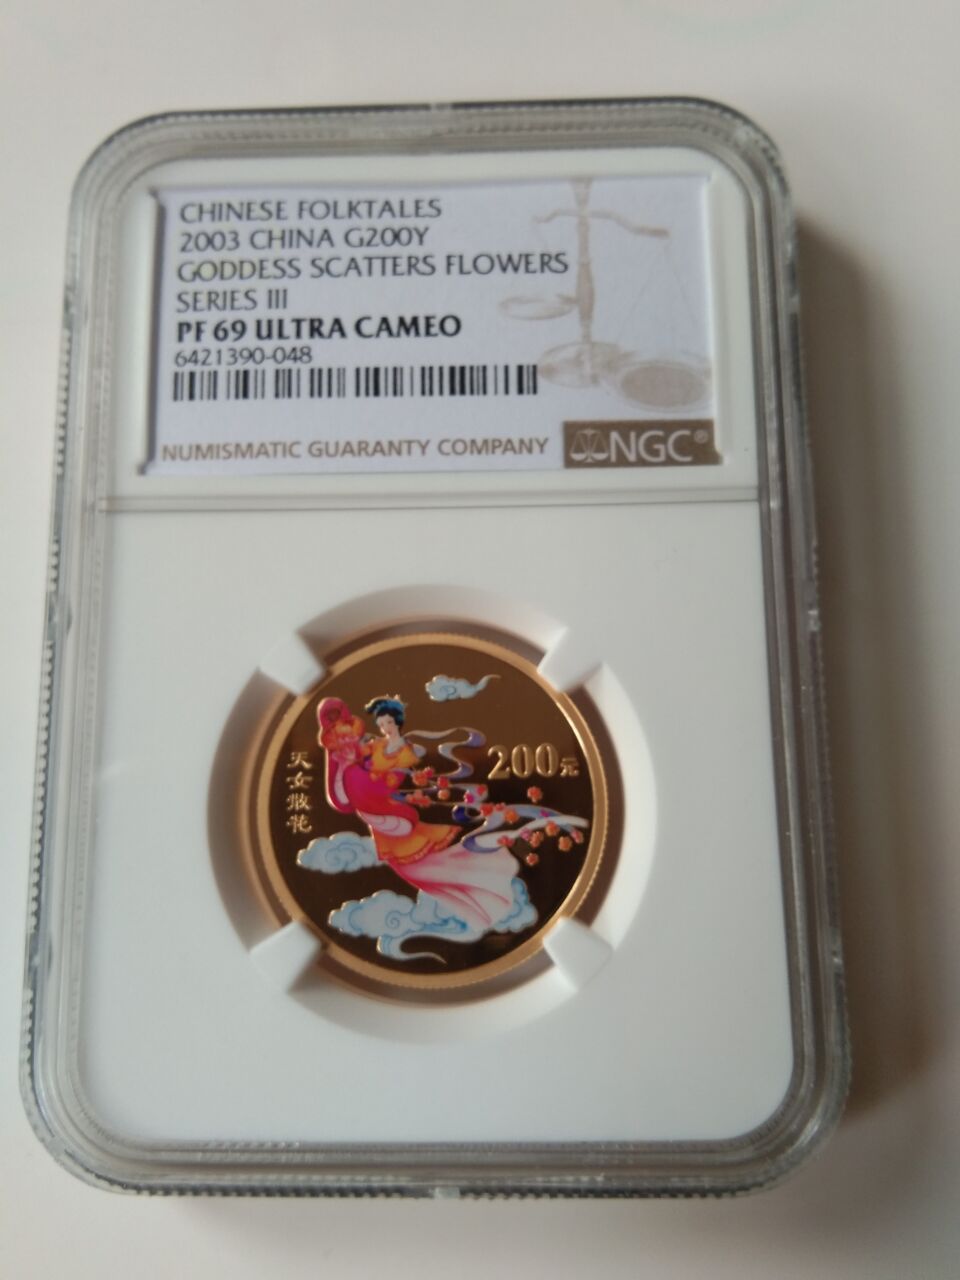 CHINESE FOLKTALES
2003 CHINA G200Y
GODDESS SCATTERS FLOWERS
SERIES III
PF 69 ULTRA CAMEO
6421390-048
NUMISMATIC GUARANTY COMPANY NGC®
200元
天女散花